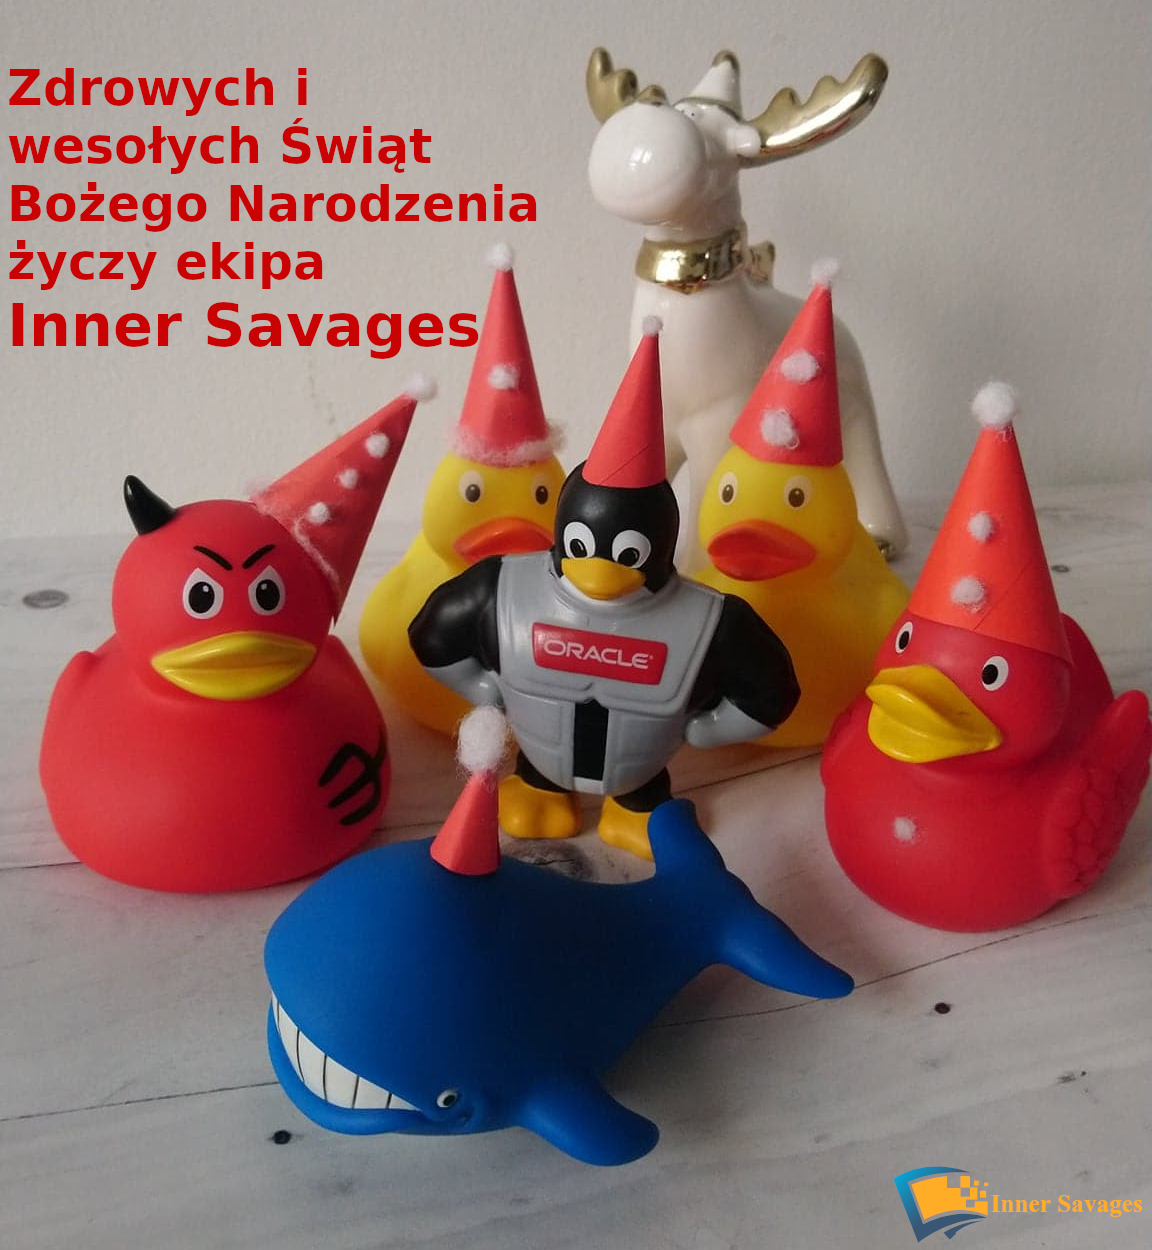 Zdrowych i
wesołych Świąt
Bożego Narodzenia
życzy ekipa
Inner Savages
ORACLE
Inner Savages